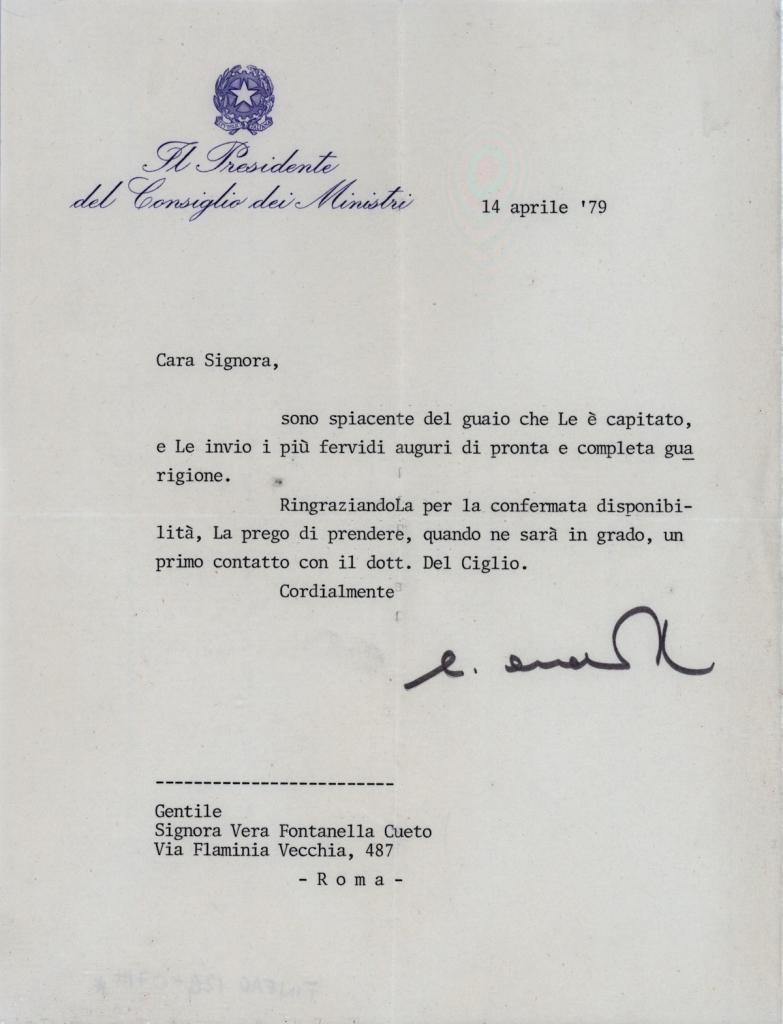 Il Presidente
del Consiglio dei Ministri
14 aprile '79
Cara Signora,
sono spiacente del guaio che Le è capitato,
e Le invio i più fervidi auguri di pronta e completa gua
rigione.
RingraziandoLa per la confermata disponibi-
lità, La prego di prendere, quando ne sarà in grado, un
primo contatto con il dott. Del Ciglio.
Cordialmente
-------------------------
Gentile
Signora Vera Fontanella Cueto
Via Flaminia Vecchia, 487
- R o m a -